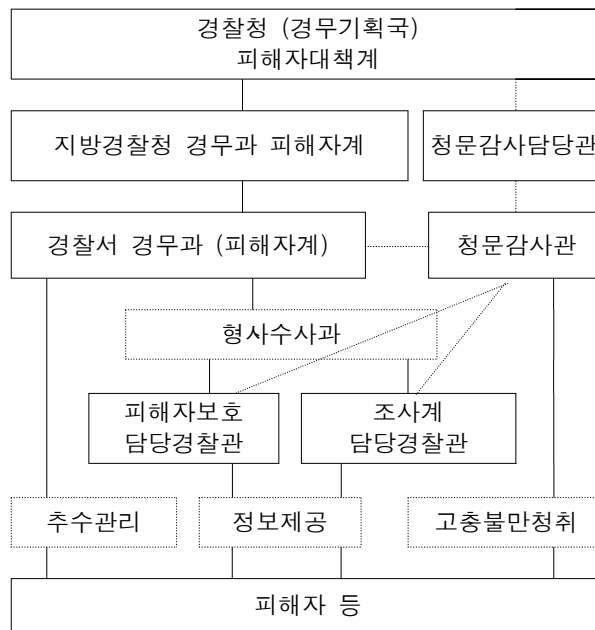 경찰청 (경무기획국)
피해자대책계
지방경찰청 경무과 피해자계
청문감사담당관
경찰서 경무과 (피해자계)
청문감사관
형사수사과
피해자보호
담당경찰관
조사계
담당경찰관
추수관리
정보제공
고충불만청취
피해자 등